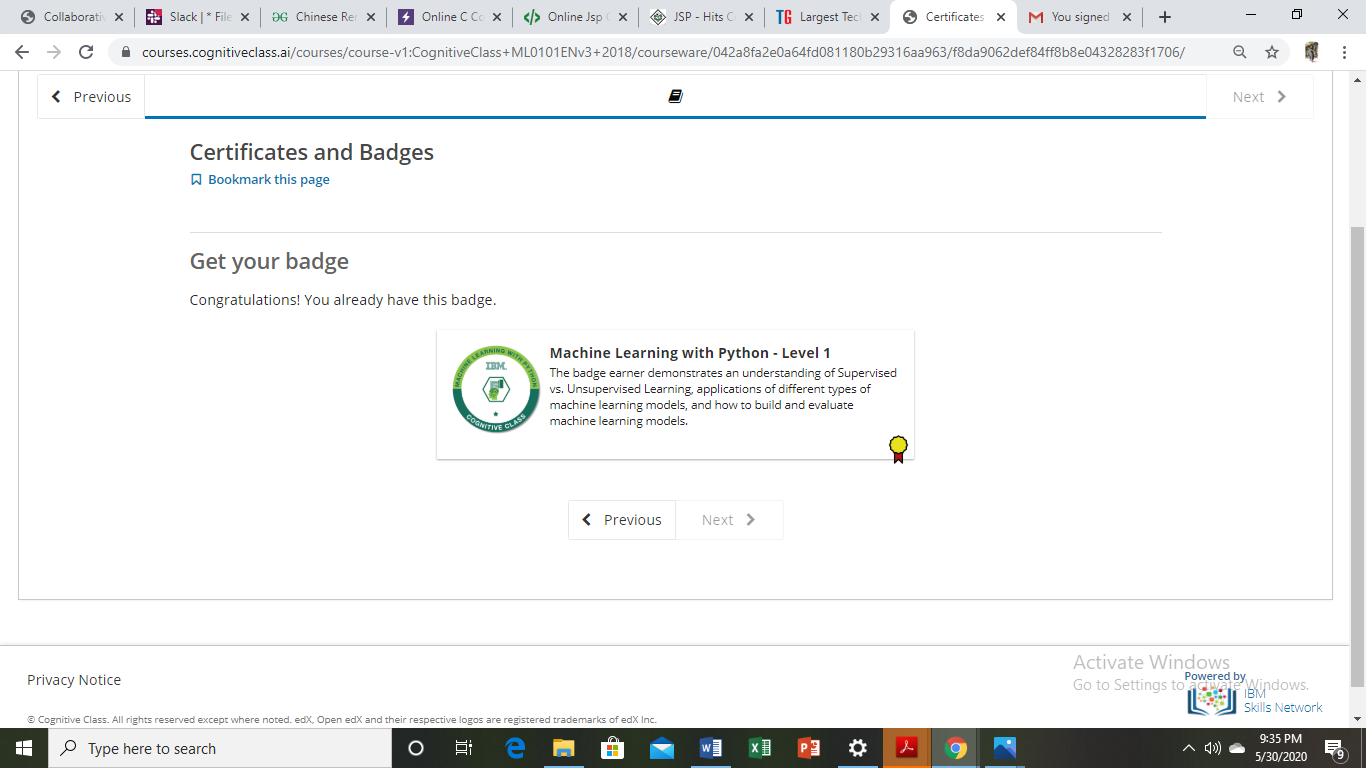 Collaborativ
Slack | * File
Chinese Rer
Online C Co
Online Jsp C
JSP - Hits C
Largest Tech
Certificates
You signed
courses.cognitiveclass.ai/courses/course-v1:CognitiveClass+ML0101ENv3+2018/courseware/042a8fa2e0a64fd081180b29316aa963/f8da9062def84ff8b8e04328283f1706/
Previous
Next
Certificates and Badges
Bookmark this page
Get your badge
Congratulations! You already have this badge.
MACHINE LEARNING WITH PYTHON
IBM.
COGNITIVE CLASS
Machine Learning with Python - Level 1
The badge earner demonstrates an understanding of Supervised
vs. Unsupervised Learning, applications of different types of
machine learning models, and how to build and evaluate
machine learning models.
Previous
Next
Activate Windows
Go to Settings to activate Windows.
Privacy Notice
Powered by
IBM
Skills Network
© Cognitive Class. All rights reserved except where noted. edX, Open edX and their respective logos are registered trademarks of edX Inc.
Type here to search
9:35 PM
5/30/2020
9